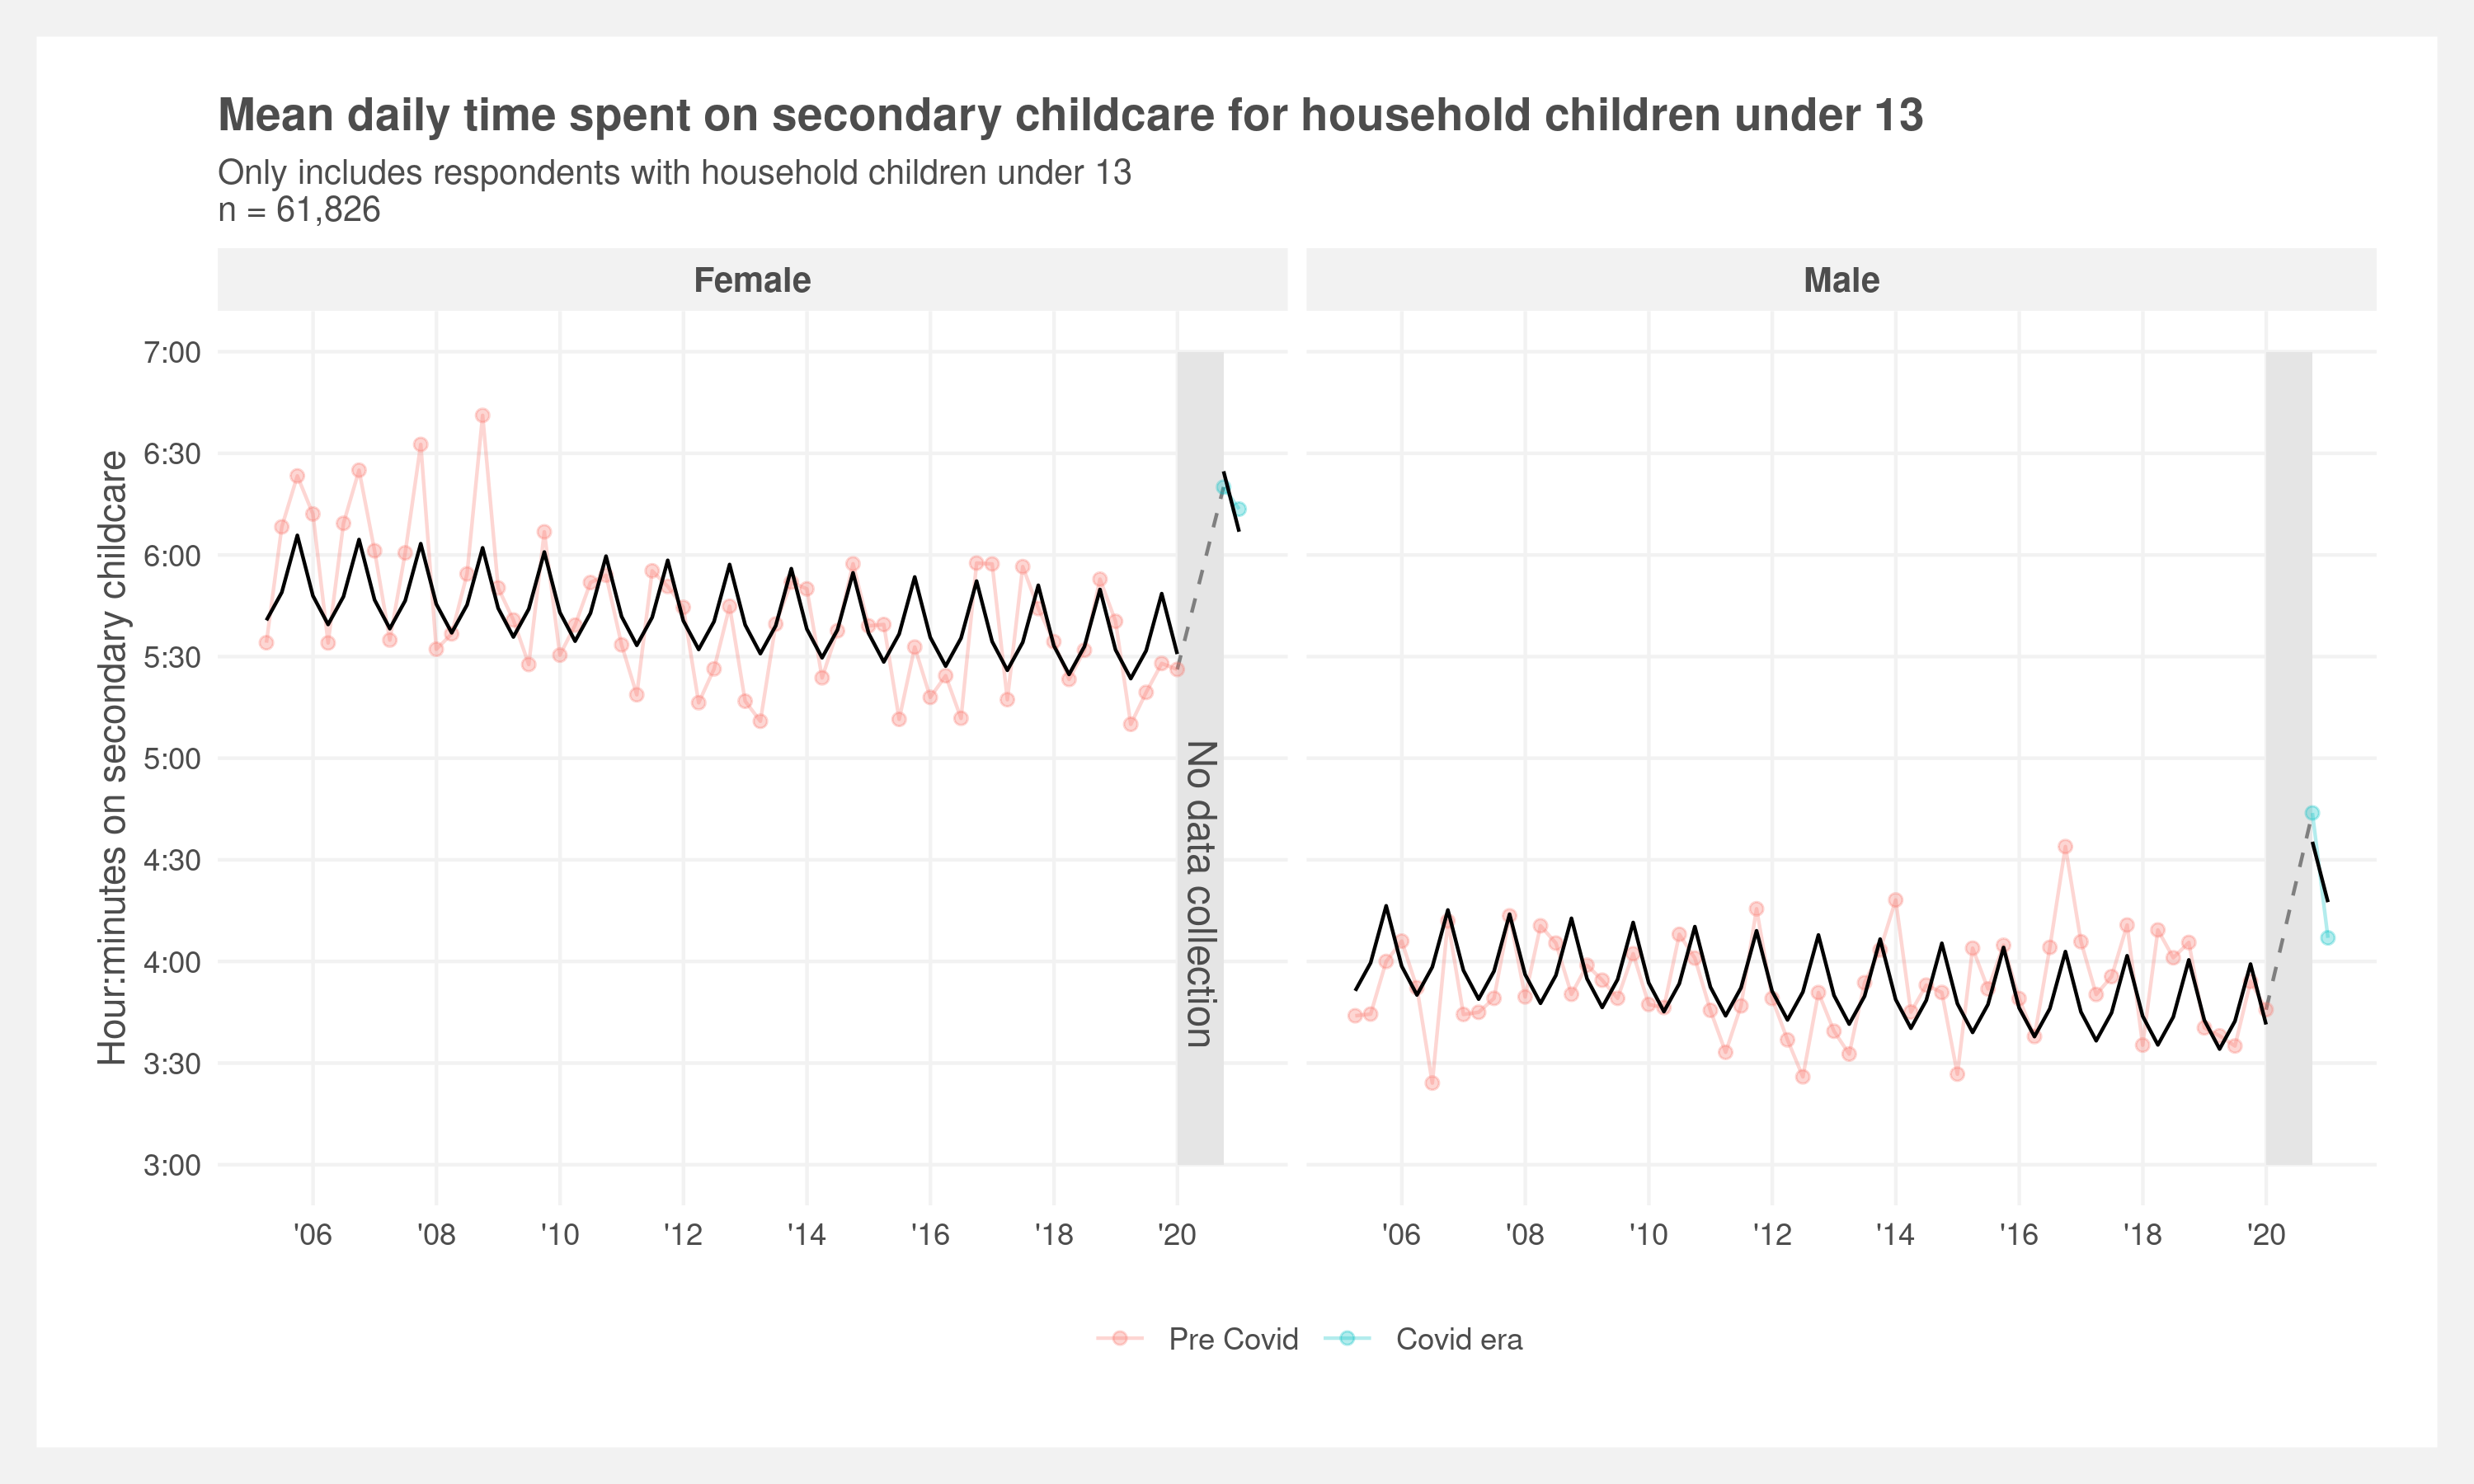 Mean daily time spent on secondary childcare for household children under 13
Only includes respondents with household children under 13
n = 61,826
Female
Male
Hour:minutes on secondary childcare
7:00
6:30
6:00
5:30
5:00
4:30
4:00
3:30
3:00
No data collection
'06
'08
'10
'12
'14
'16
'18
'20
'06
'08
'10
'12
'14
'16
'18
'20
Pre Covid
Covid era